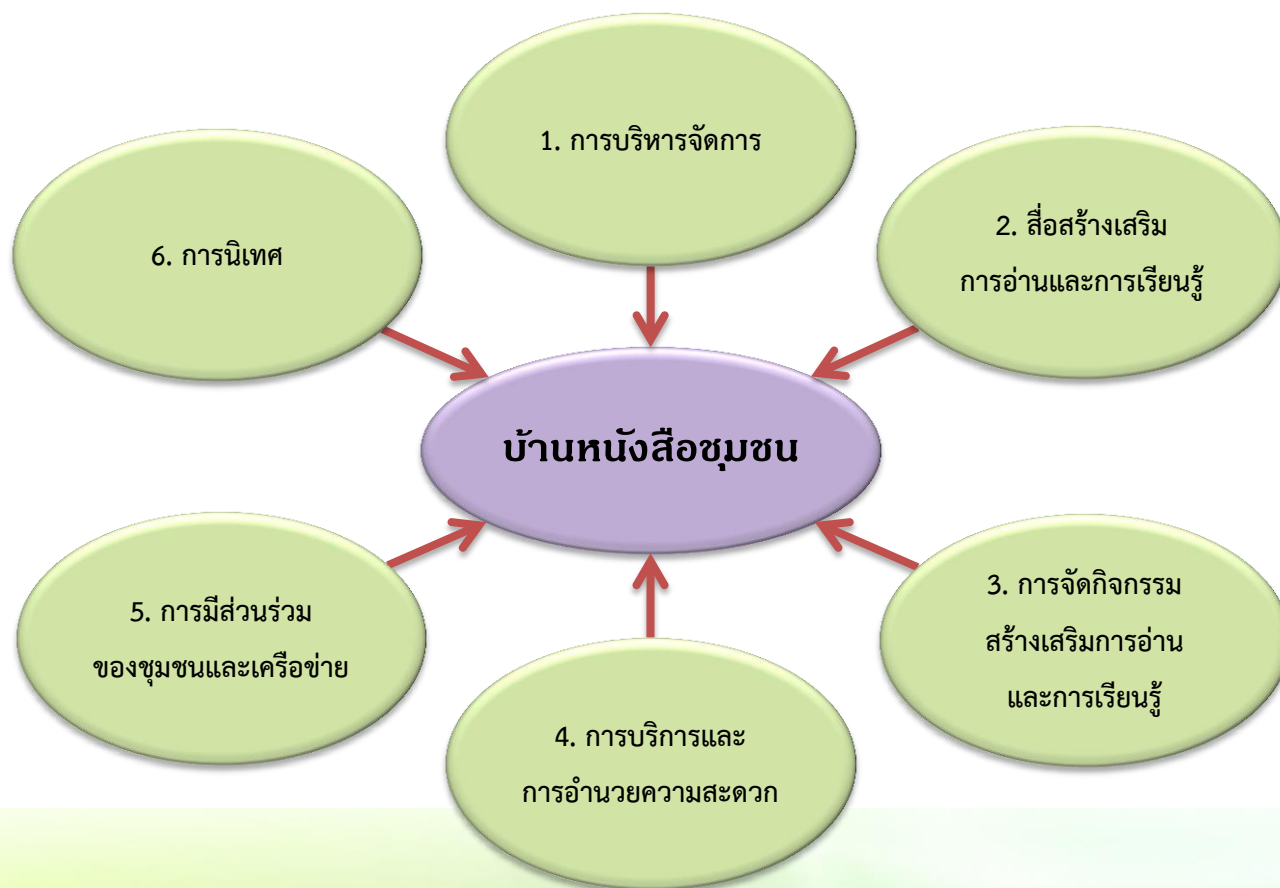 1. การบริหารจัดการ
2. สื่อสร้างเสริม
การอ่านและการเรียนรู้
3. การจัดกิจกรรม
สร้างเสริมการอ่าน
และการเรียนรู้
4. การบริการและ
การอำนวยความสะดวก
5. การมีส่วนร่วม
ของชุมชนและเครือข่าย
6. การนิเทศ
บ้านหนังสือชุมชน